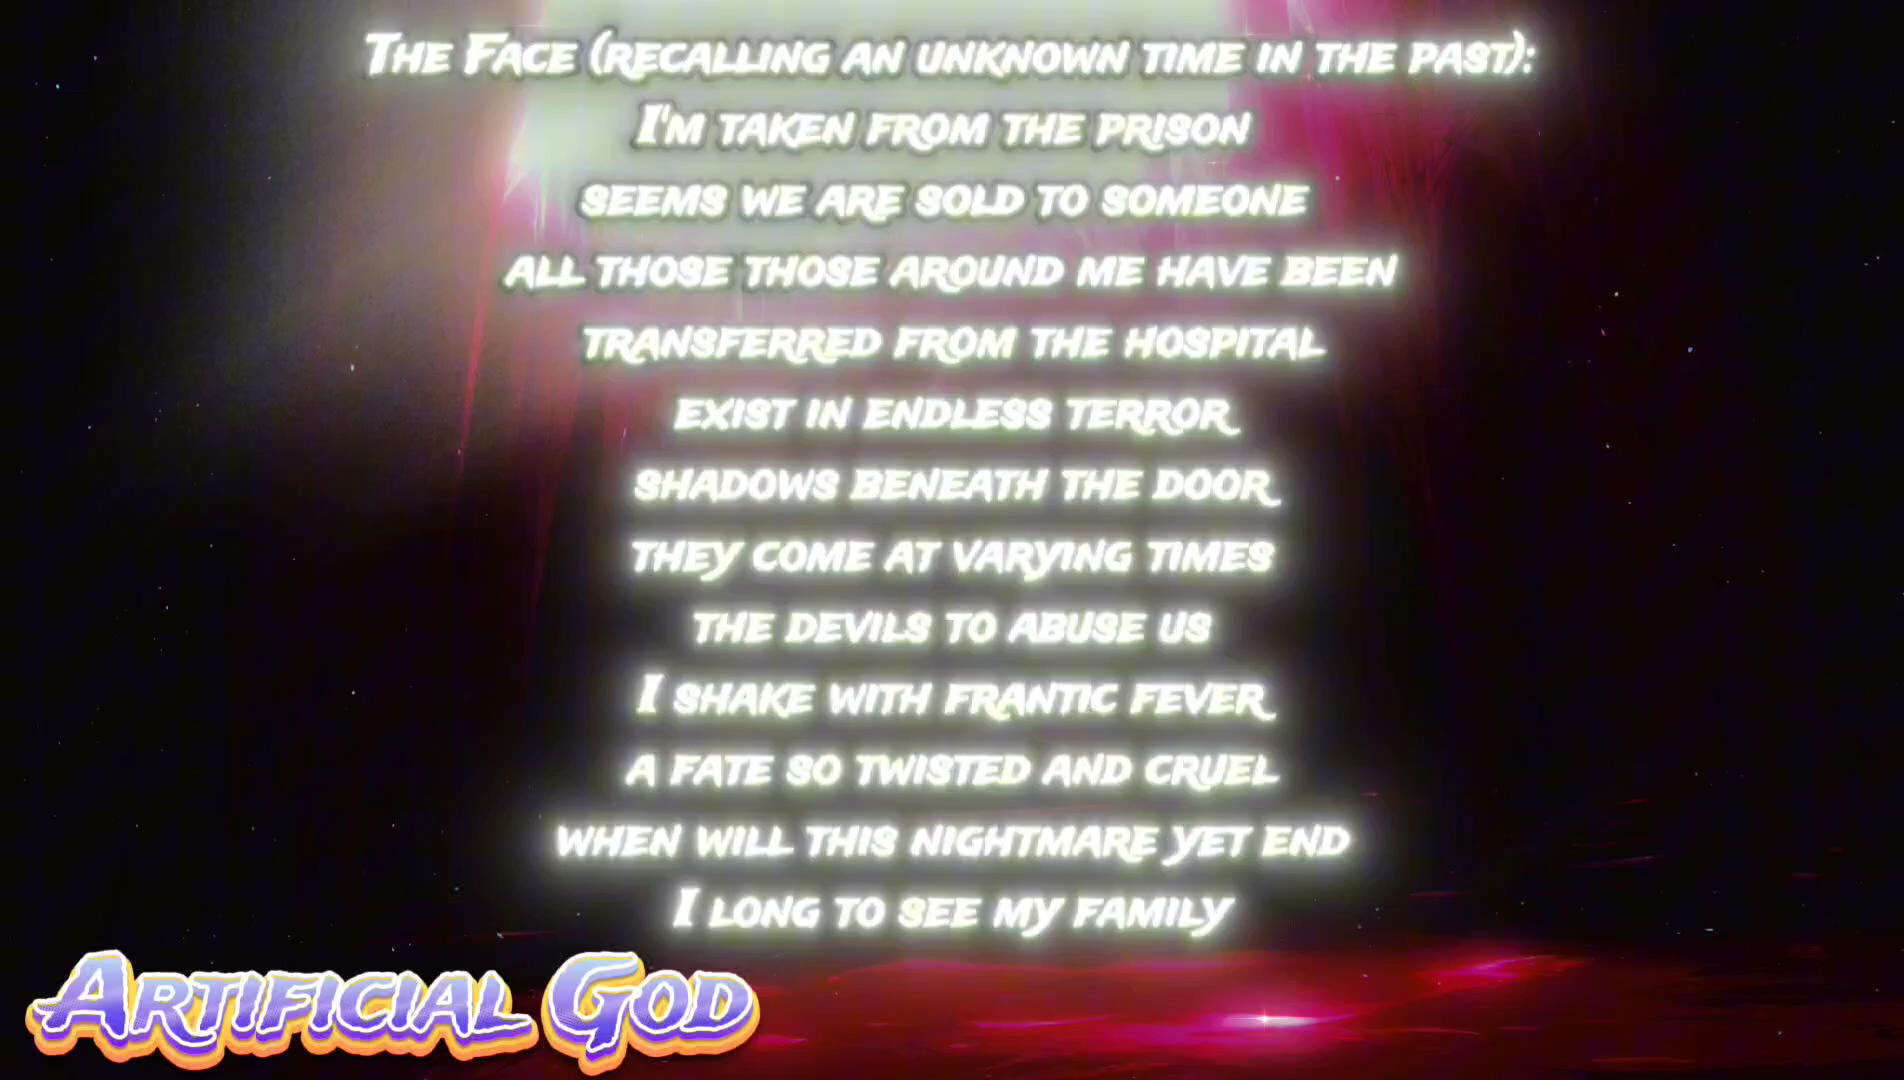 The Face (recalling an unknown time in the past):
I'm taken from the prison
seems we are sold to someone
all those those around me have been
transferred from the hospital
exist in endless terror
shadows beneath the door
they come at varying times
the devils to abuse us
I shake with frantic fever
a fate so twisted and cruel
when will this nightmare yet end
I long to see my family
Artificial God